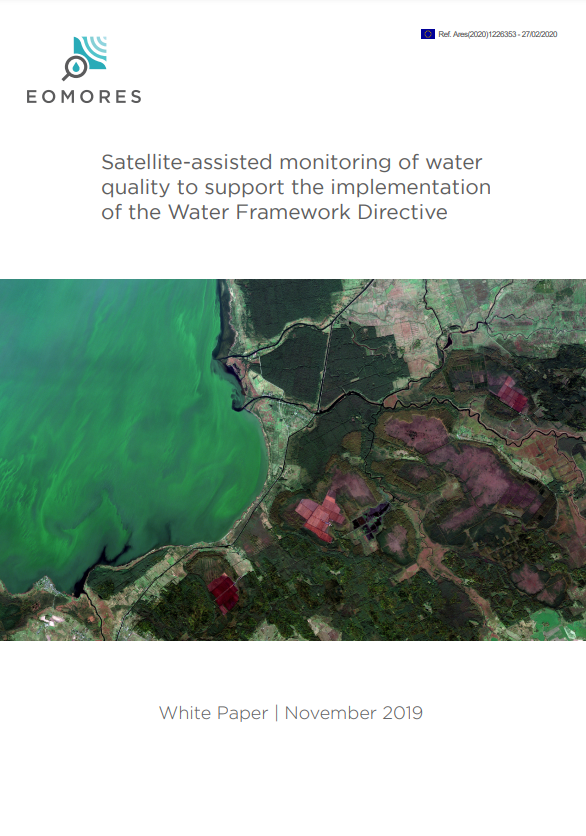 Ref. Ares(2020)1226353 - 27/02/2020
EOMORES
Satellite-assisted monitoring of water
quality to support the implementation
of the Water Framework Directive
White Paper | November 2019